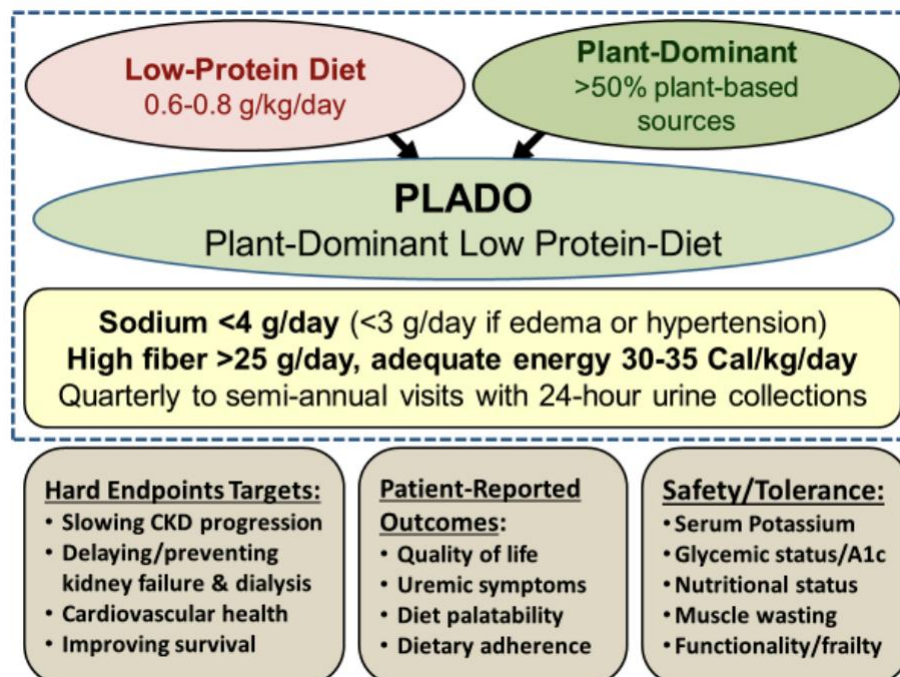 Low-Protein Diet
0.6-0.8 g/kg/day
Plant-Dominant
>50% plant-based
sources
PLADO
Plant-Dominant Low Protein-Diet
Sodium <4 g/day (<3 g/day if edema or hypertension)
High fiber >25 g/day, adequate energy 30-35 Cal/kg/day
Quarterly to semi-annual visits with 24-hour urine collections
Hard Endpoints Targets:
• Slowing CKD progression
• Delaying/preventing
kidney failure & dialysis
• Cardiovascular health
• Improving survival
Patient-Reported
Outcomes:
• Quality of life
• Uremic symptoms
• Diet palatability
• Dietary adherence
Safety/Tolerance:
• Serum Potassium
• Glycemic status/A1c
• Nutritional status
• Muscle wasting
• Functionality/frailty